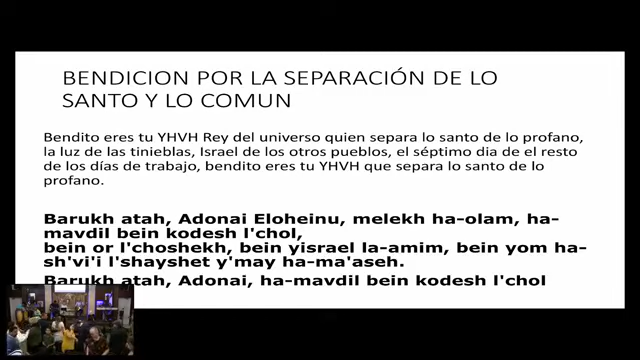 BENDICION POR LA SEPARACIÓN DE LO
SANTO Y LO COMUN
Bendito eres tu YHVH Rey del universo quien separa lo santo de lo profano,
la luz de las tinieblas, Israel de los otros pueblos, el séptimo dia de el resto
de los días de trabajo, bendito eres tu YHVH que separa lo santo de lo
profano.
Barukh atah, Adonai Eloheinu, melekh ha-olam, ha-
mavdil bein kodesh l'chol,
bein or l'choshekh, bein yisrael la-amim, bein yom ha-
sh'vi'i l'shayshet y'may ha-ma'aseh.
Barukh atah, Adonai, ha-mavdil bein kodesh l'chol